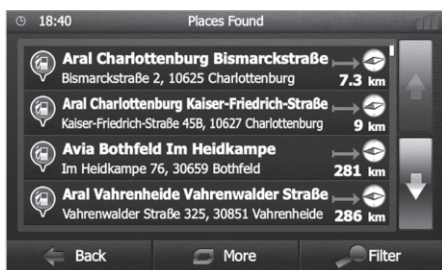 18:40 Places Found
Aral Charlottenburg Bismarckstraße
Bismarckstraße 2, 10625 Charlottenburg 7.3 km
Aral Charlottenburg Kaiser-Friedrich-Straße
Kaiser-Friedrich-Straße 45B, 10627 Charlottenburg 9 km
Avia Bothfeld Im Heidkampe
Im Heidkampe 76, 30659 Bothfeld 281 km
Aral Vahrenheide Vahrenwalder Straße
Vahrenwalder Straße 325, 30851 Vahrenheide 286 km
Back More Filter